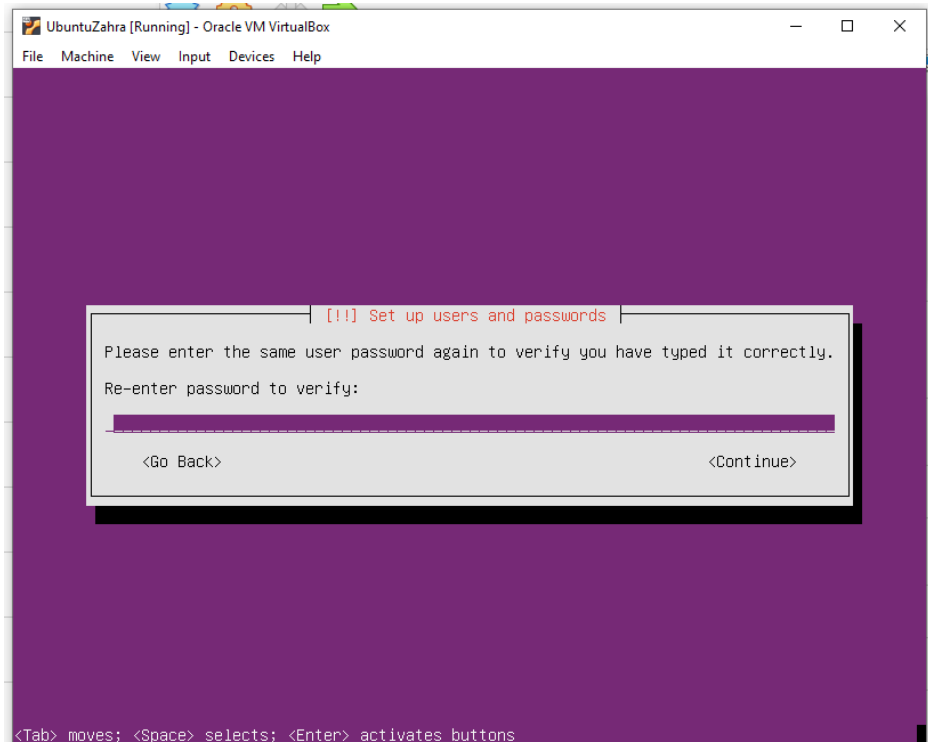 UbuntuZahra [Running] - Oracle VM VirtualBox
File Machine View Input Devices Help
[!!] Set up users and passwords
Please enter the same user password again to verify you have typed it correctly.
Re-enter password to verify:
<Go Back> <Continue>
<Tab> moves; <Space> selects; <Enter> activates buttons